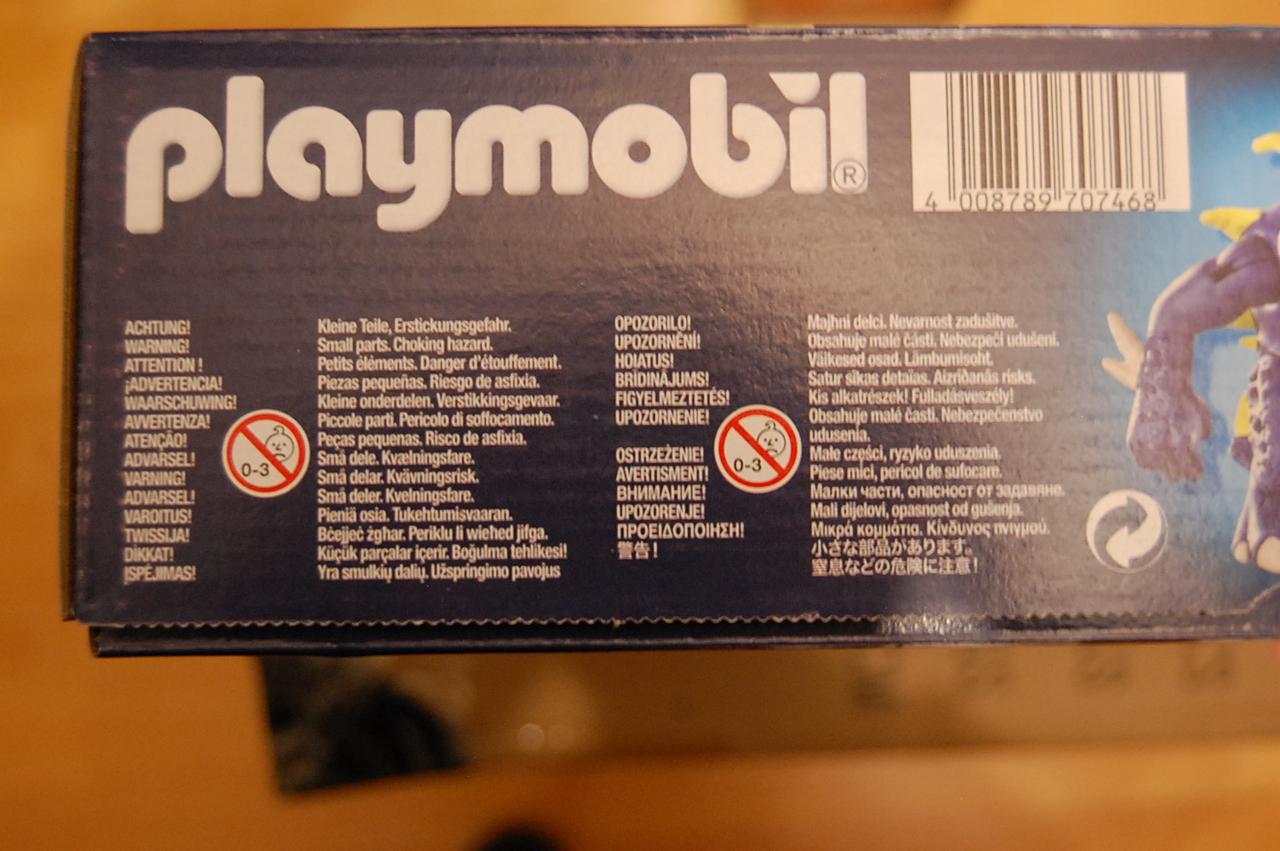 playmobil®
4 008789 707468
ACHTUNG! Kleine Teile, Erstickungsgefahr.
WARNING! Small parts. Choking hazard.
ATTENTION ! Petits éléments. Danger d'étouffement.
¡ADVERTENCIA! Piezas pequeñas. Riesgo de asfixia.
WAARSCHUWING! Kleine onderdelen. Verstikkingsgevaar.
AVVERTENZA! Piccole parti. Pericolo di soffocamento.
ATENÇÃO! Peças pequenas. Risco de asfixia.
ADVARSEL! Små dele. Kvælningsfare.
VARNING! Små delar. Kvävningsrisk.
ADVARSEL! Små deler. Kvelningsfare.
VAROITUS! Pieniä osia. Tukehtumisvaaran.
TWISSIJA! Bċejjeċ żgħar. Periklu li wieħed jifga.
DİKKAT! Küçük parçalar içerir. Boğulma tehlikesi!
ĮSPĖJIMAS! Yra smulkių dalių. Užspringimo pavojus
0-3
OPOZORILO! Majhni delci. Nevarnost zadušitve.
UPOZORNĚNÍ! Obsahuje malé části. Nebezpečí udušení.
HOIATUS! Väikesed osad. Lämbumisoht.
BRĪDINĀJUMS! Satur sīkas detaļas. Aizrīšanās risks.
FIGYELMEZTETÉS! Kis alkatrészek! Fulladásveszély!
UPOZORNENIE! Obsahuje malé časti. Nebezpečenstvo
udusenia.
OSTRZEŻENIE! Małe części, ryzyko uduszenia.
AVERTISMENT! Piese mici, pericol de sufocare.
ВНИМАНИЕ! Малки части, опасност от задавяне.
UPOZORENJE! Mali dijelovi, opasnost od gušenja.
ΠΡΟΕΙΔΟΠΟΙΗΣΗ! Μικρά κομμάτια. Κίνδυνος πνιγμού.
警告! 小さな部品があります。
窒息などの危険に注意!
0-3